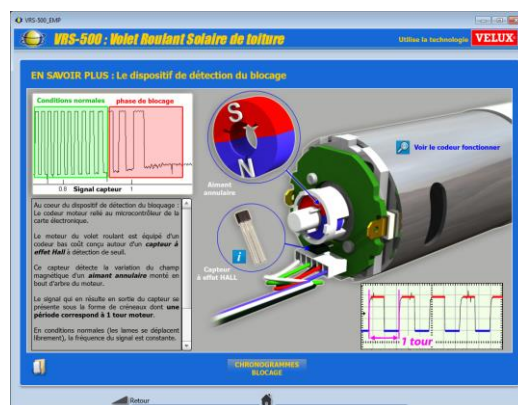 VRS-500_EMP
VRS-500 : Volet Roulant Solaire de toiture
Utilise la technologie VELUX
EN SAVOIR PLUS : Le dispositif de détection du blocage
Conditions normales
phase de blocage
0.0 Signal capteur 1
S
N
Aimant
annulaire
Voir le codeur fonctionner
i
Capteur
à effet HALL
Au coeur du dispositif de détection du bloquage :
Le codeur moteur relié au microcontrôleur de la
carte électronique.
Le moteur du volet roulant est équipé d'un
codeur bas coût conçu autour d'un capteur à
effet Hall à détection de seuil.
Ce capteur détecte la variation du champ
magnétique d'un aimant annulaire monté en
bout d'arbre du moteur.
Le signal qui en résulte en sortie du capteur se
présente sous la forme de créneaux dont une
période correspond à 1 tour moteur.
En conditions normales (les lames se déplacent
librement), la fréquence du signal est constante.
1 tour
CHRONOGRAMMES
BLOCAGE
Retour